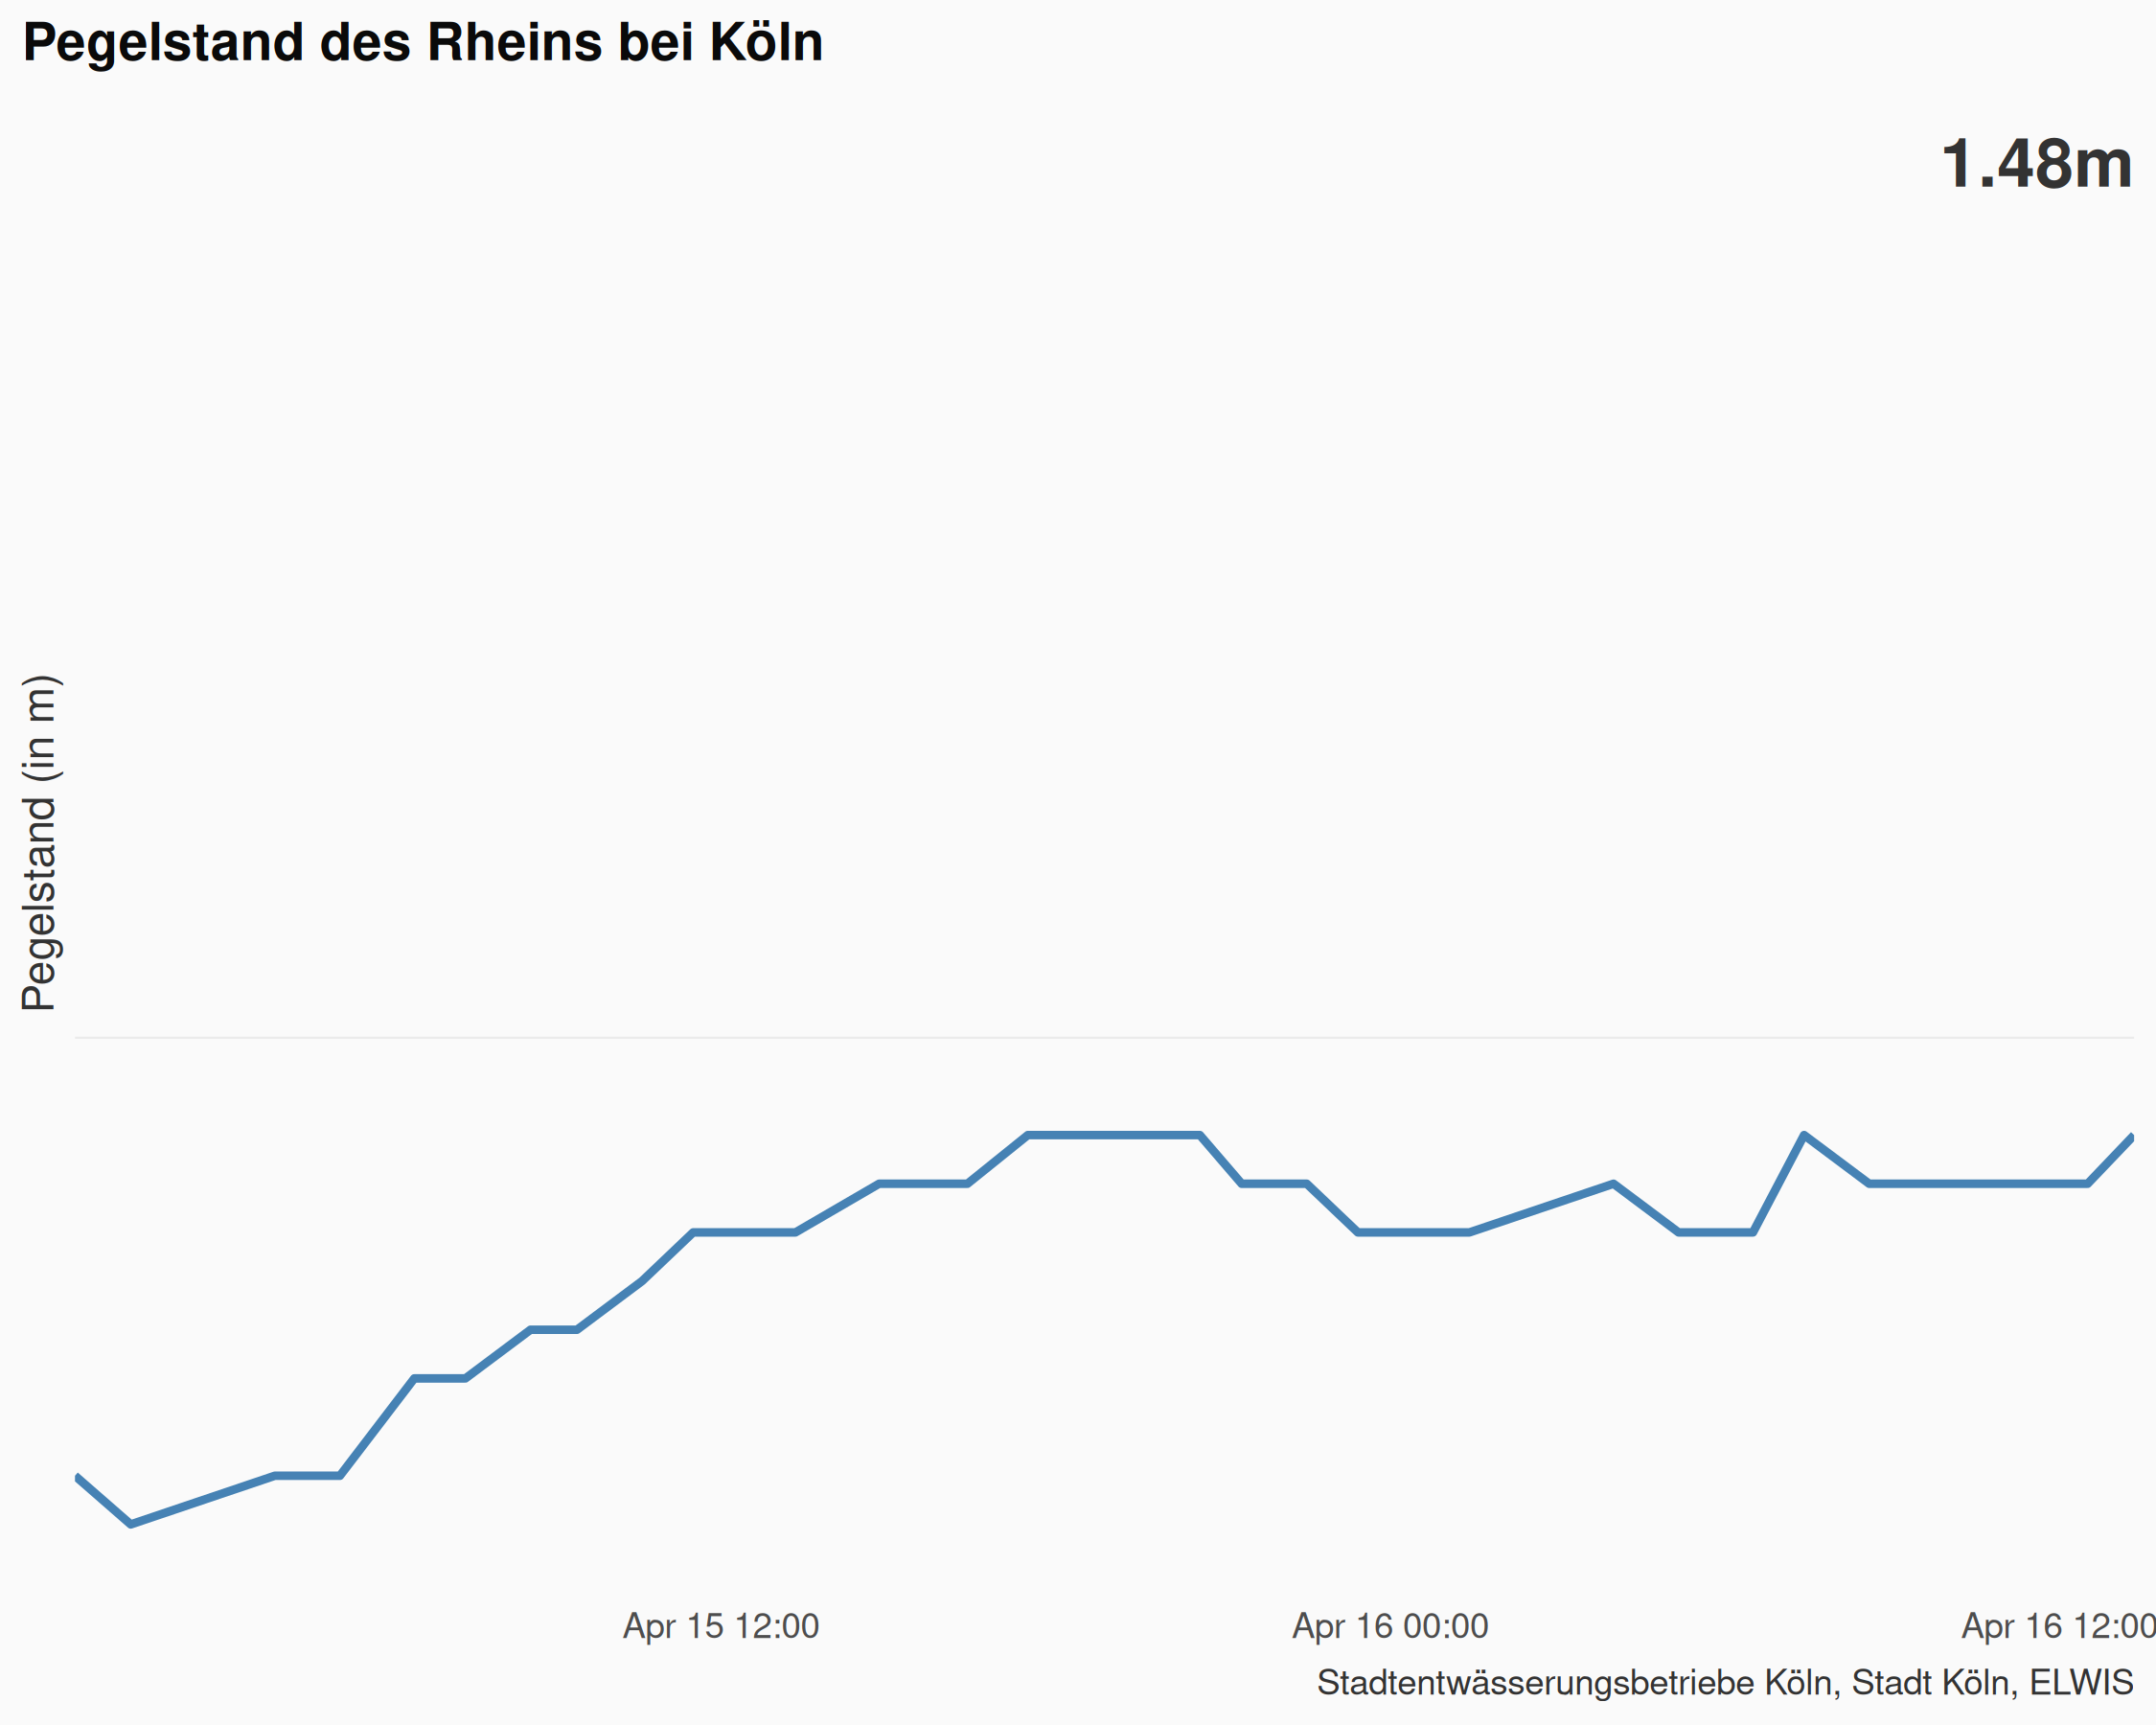 Pegelstand des Rheins bei Köln
1.48m
Pegelstand (in m)
Apr 15 12:00
Apr 16 00:00
Apr 16 12:00
Stadtentwässerungsbetriebe Köln, Stadt Köln, ELWIS